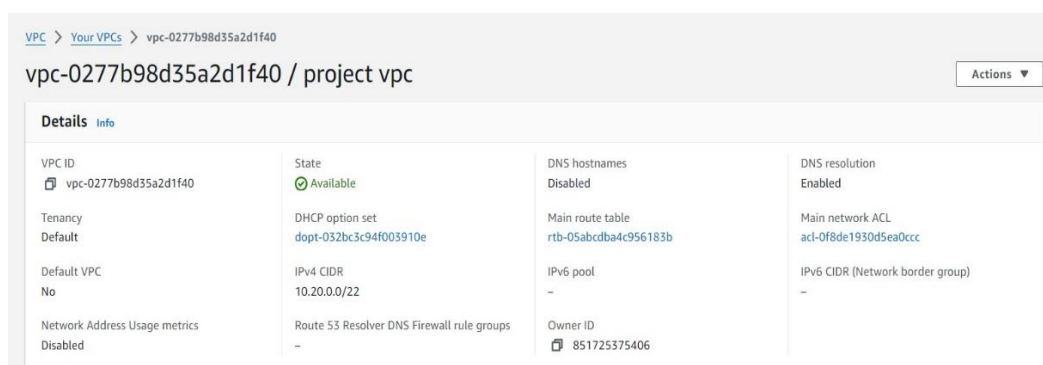 VPC > Your VPCs > vpc-0277b98d35a2d1f40
vpc-0277b98d35a2d1f40 / project vpc
Actions ▼
Details Info
VPC ID
vpc-0277b98d35a2d1f40
State
Available
DNS hostnames
Disabled
DNS resolution
Enabled
Tenancy
Default
DHCP option set
dopt-032bc3c94f003910e
Main route table
rtb-05abcdba4c956183b
Main network ACL
acl-0f8de1930d5ea0ccc
Default VPC
No
IPv4 CIDR
10.20.0.0/22
IPv6 pool
–
IPv6 CIDR (Network border group)
–
Network Address Usage metrics
Disabled
Route 53 Resolver DNS Firewall rule groups
–
Owner ID
851725375406